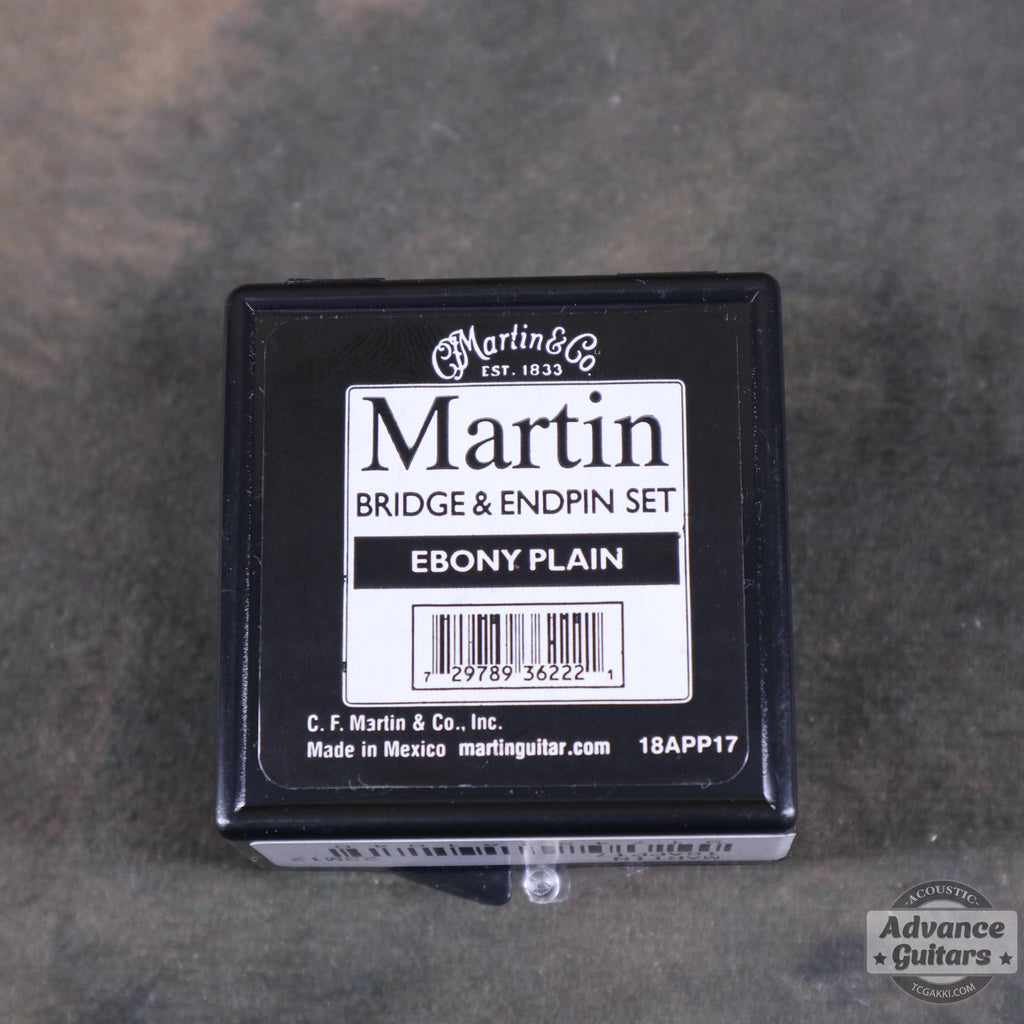 CFMartin & Co
EST. 1833
Martin
BRIDGE & ENDPIN SET
EBONY PLAIN
7 29789 36222 1
C. F. Martin & Co., Inc.
Made in Mexico martinguitar.com 18APP17
MARTIN
ACOUSTIC
Advance
Guitars
TCGAKKI.COM